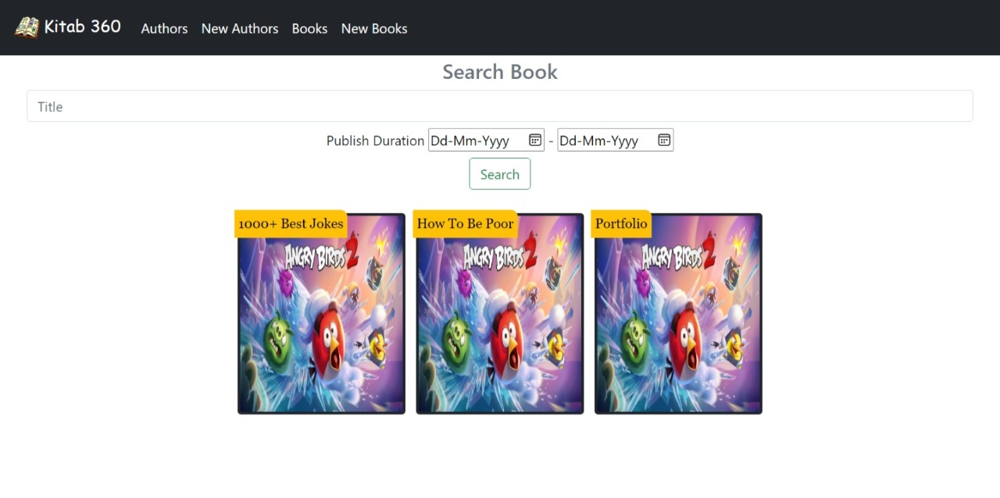 Kitab 360 Authors New Authors Books New Books
Search Book
Title
Publish Duration Dd-Mm-Yyyy - Dd-Mm-Yyyy
Search
1000+ Best Jokes How To Be Poor Portfolio
ANGRY BIRDS 2 ANGRY BIRDS 2 ANGRY BIRDS 2